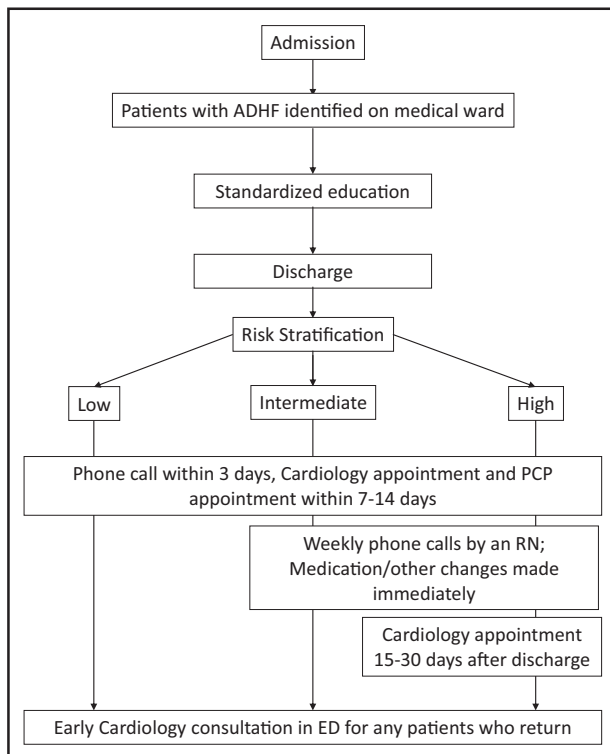 Admission
Patients with ADHF identified on medical ward
Standardized education
Discharge
Risk Stratification
Low
Intermediate
High
Phone call within 3 days, Cardiology appointment and PCP
appointment within 7-14 days
Weekly phone calls by an RN;
Medication/other changes made
immediately
Cardiology appointment
15-30 days after discharge
Early Cardiology consultation in ED for any patients who return